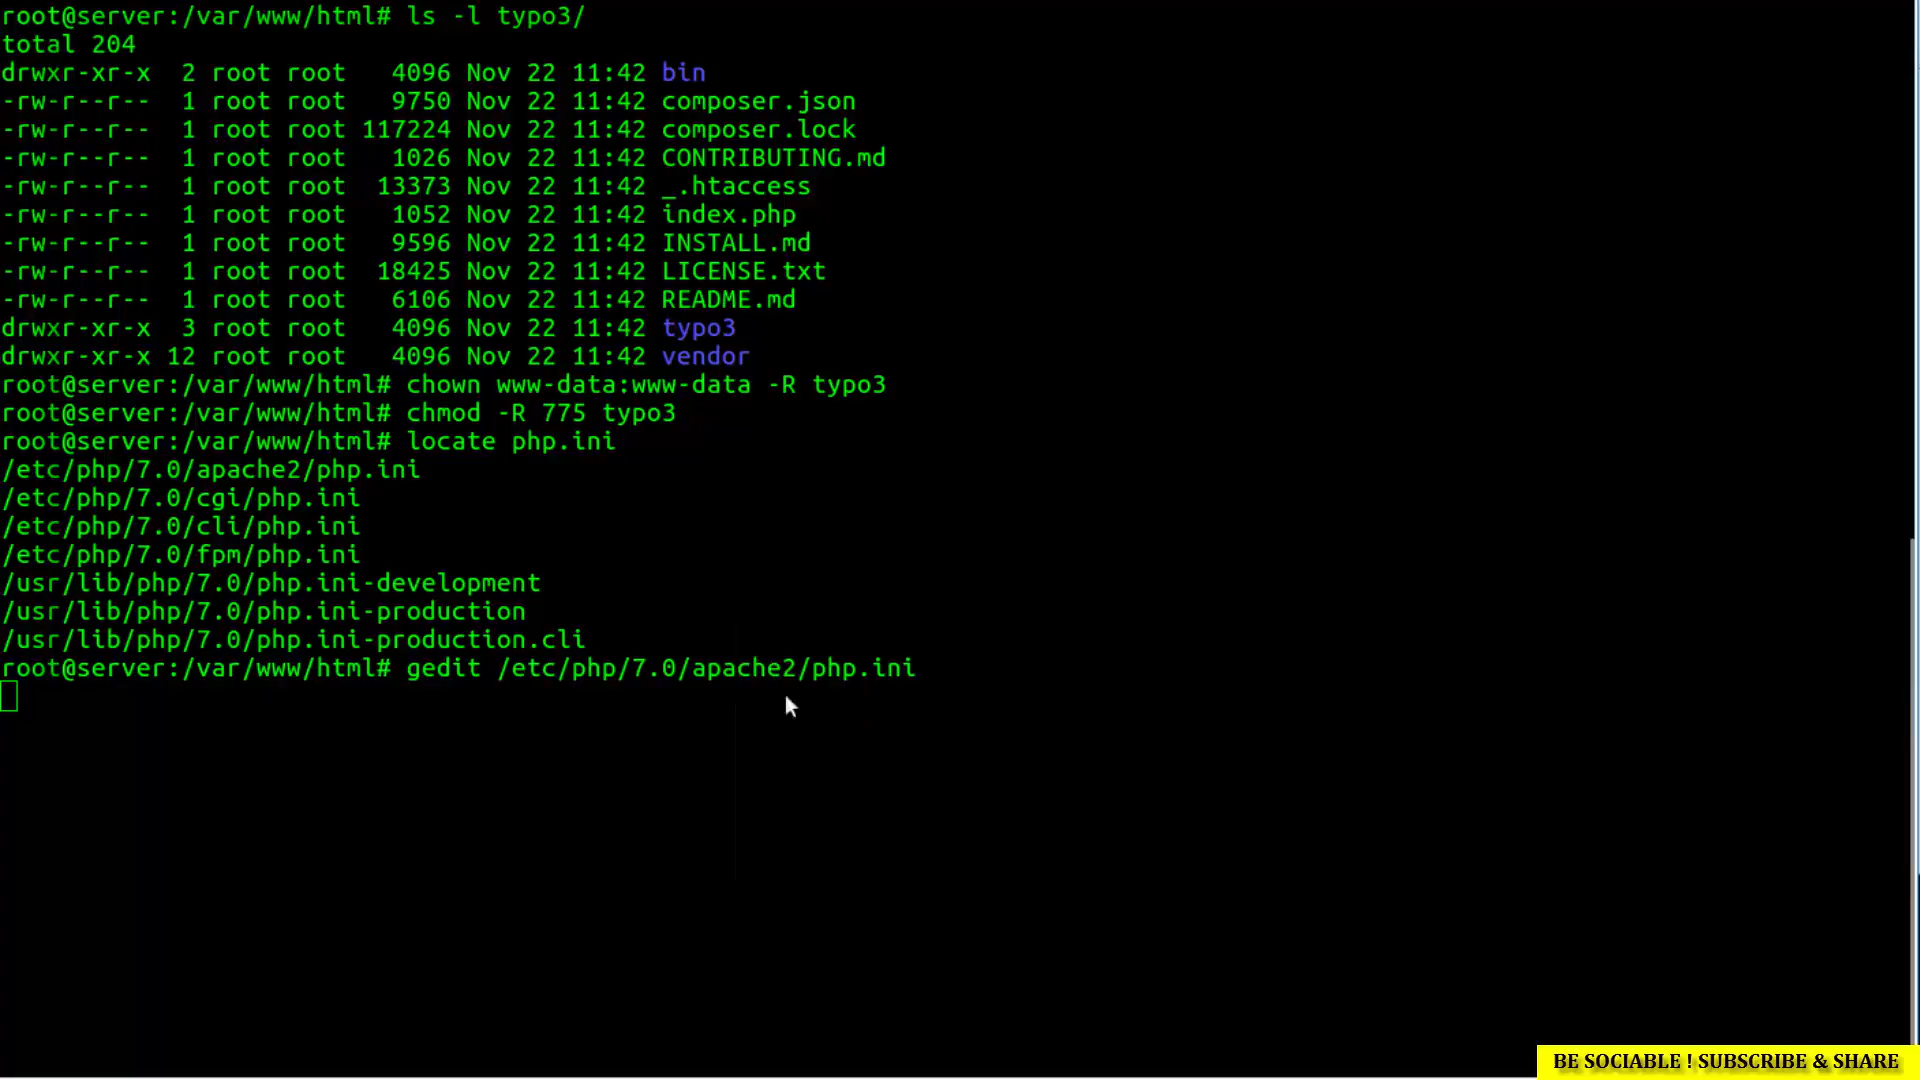 root@server:/var/www/html# ls -l typo3/
total 204
drwxr-xr-x  2 root root   4096 Nov 22 11:42 bin
-rw-r--r--  1 root root   9750 Nov 22 11:42 composer.json
-rw-r--r--  1 root root 117224 Nov 22 11:42 composer.lock
-rw-r--r--  1 root root   1026 Nov 22 11:42 CONTRIBUTING.md
-rw-r--r--  1 root root  13373 Nov 22 11:42 _.htaccess
-rw-r--r--  1 root root   1052 Nov 22 11:42 index.php
-rw-r--r--  1 root root   9596 Nov 22 11:42 INSTALL.md
-rw-r--r--  1 root root  18425 Nov 22 11:42 LICENSE.txt
-rw-r--r--  1 root root   6106 Nov 22 11:42 README.md
drwxr-xr-x  3 root root   4096 Nov 22 11:42 typo3
drwxr-xr-x 12 root root   4096 Nov 22 11:42 vendor
root@server:/var/www/html# chown www-data:www-data -R typo3
root@server:/var/www/html# chmod -R 775 typo3
root@server:/var/www/html# locate php.ini
/etc/php/7.0/apache2/php.ini
/etc/php/7.0/cgi/php.ini
/etc/php/7.0/cli/php.ini
/etc/php/7.0/fpm/php.ini
/usr/lib/php/7.0/php.ini-development
/usr/lib/php/7.0/php.ini-production
/usr/lib/php/7.0/php.ini-production.cli
root@server:/var/www/html# gedit /etc/php/7.0/apache2/php.ini
BE SOCIABLE ! SUBSCRIBE & SHARE